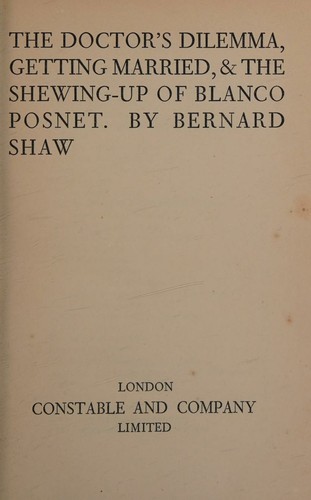 THE DOCTOR'S DILEMMA,
GETTING MARRIED, & THE
SHEWING-UP OF BLANCO
POSNET. BY BERNARD
SHAW
LONDON
CONSTABLE AND COMPANY
LIMITED